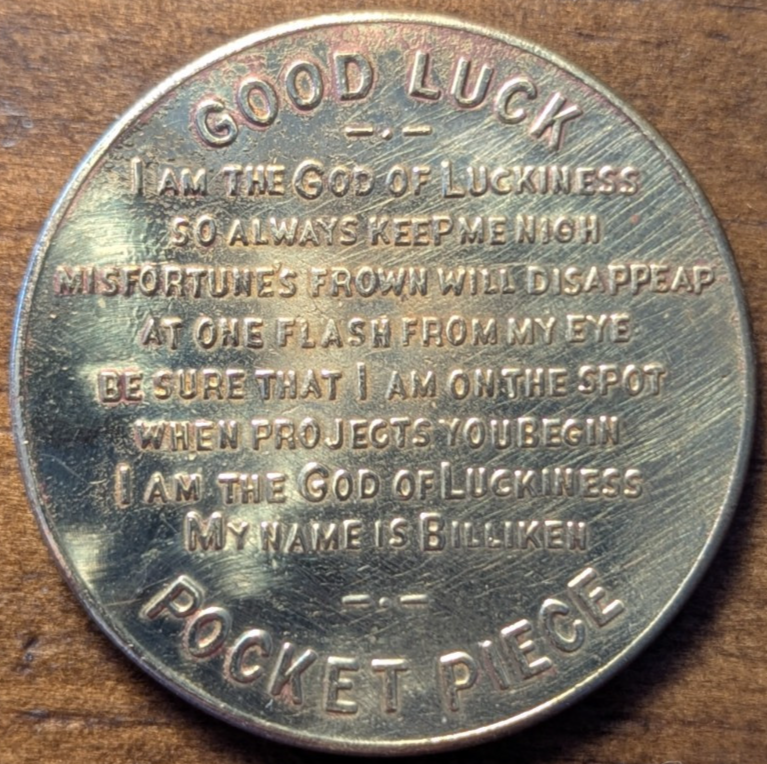 GOOD LUCK
I AM THE GOD OF LUCKINESS
SO ALWAYS KEEP ME NIGH
MISFORTUNE'S FROWN WILL DISAPPEAR
AT ONE FLASH FROM MY EYE
BE SURE THAT I AM ON THE SPOT
WHEN PROJECTS YOU BEGIN
I AM THE GOD OF LUCKINESS
MY NAME IS BILLIKEN
POCKET PIECE